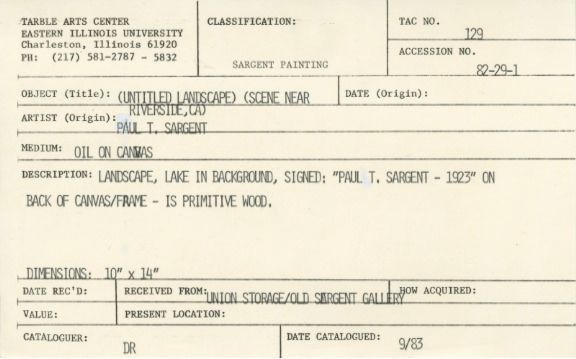 TARBLE ARTS CENTER
EASTERN ILLINOIS UNIVERSITY
Charleston, Illinois 61920
PH: (217) 581-2787 - 5832
CLASSIFICATION:
SARGENT PAINTING
TAC NO.
129
ACCESSION NO.
82-29-1
OBJECT (Title): (UNTITLED LANDSCAPE) (SCENE NEAR
RIVERSIDE,CA)
DATE (Origin):
ARTIST (Origin):
PAUL T. SARGENT
MEDIUM: OIL ON CANVAS
DESCRIPTION: LANDSCAPE, LAKE IN BACKGROUND, SIGNED: "PAUL T. SARGENT - 1923" ON
BACK OF CANVAS/FRAME - IS PRIMITIVE WOOD.
DIMENSIONS: 10" x 14"
DATE REC'D:
RECEIVED FROM: UNION STORAGE/OLD SARGENT GALLERY
HOW ACQUIRED:
VALUE:
PRESENT LOCATION:
CATALOGUER:
DR
DATE CATALOGUED:
9/83